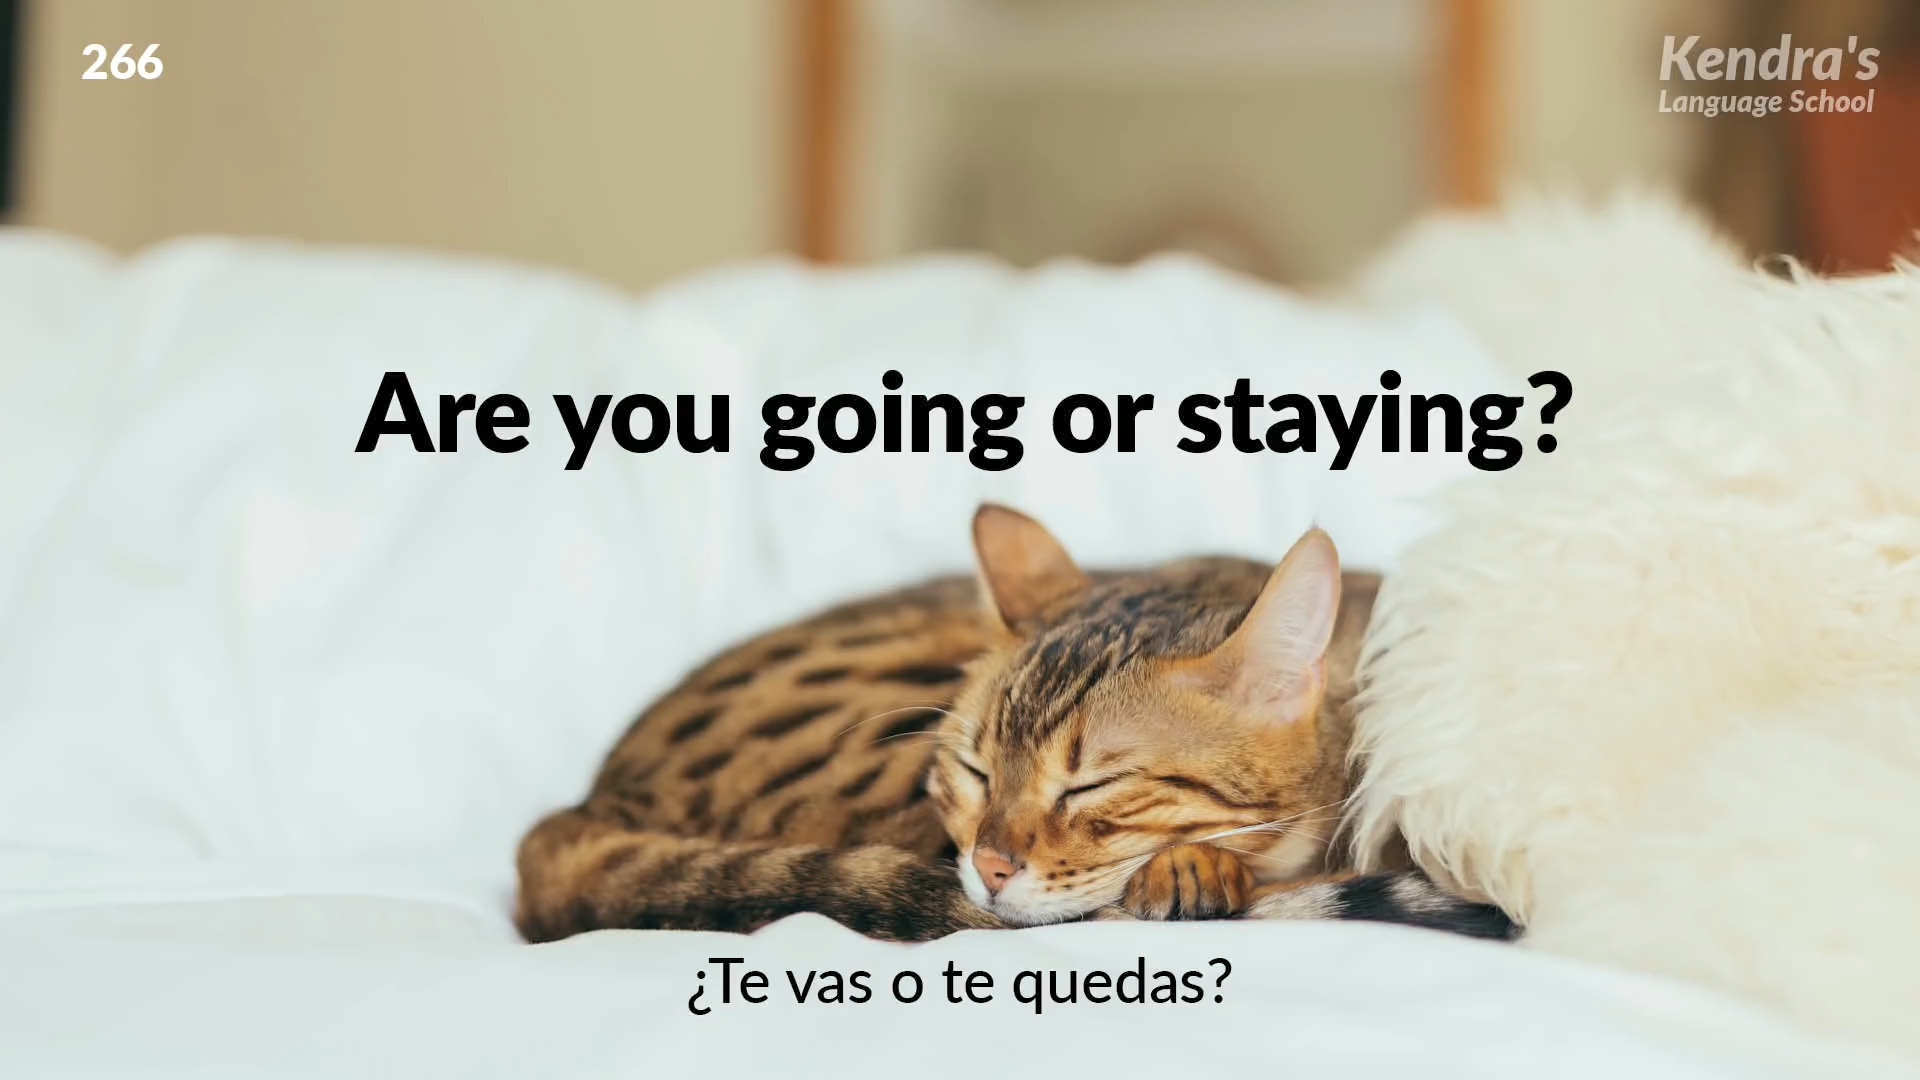 266
Kendra's
Language School
Are you going or staying?
¿Te vas o te quedas?